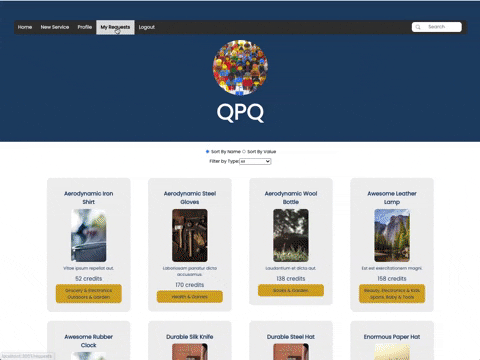 Home New Service Profile My Requests Logout Search
QPQ
Sort By Name Sort By Value
Filter by Type: All
Aerodynamic Iron Shirt
Vitae ipsum repellat aut.
52 credits
Grocery & Electronics
Outdoors & Garden
Aerodynamic Steel Gloves
Laboriosam pariatur dicta accusamus.
170 credits
Health & Games
Aerodynamic Wool Bottle
Laudantium et dicta aut.
138 credits
Books & Garden
Awesome Leather Lamp
Est est exercitationem magni.
158 credits
Beauty, Electronics & Kids
Sports, Baby & Tools
Awesome Rubber Clock
Durable Silk Knife
Durable Steel Hat
Enormous Paper Hat